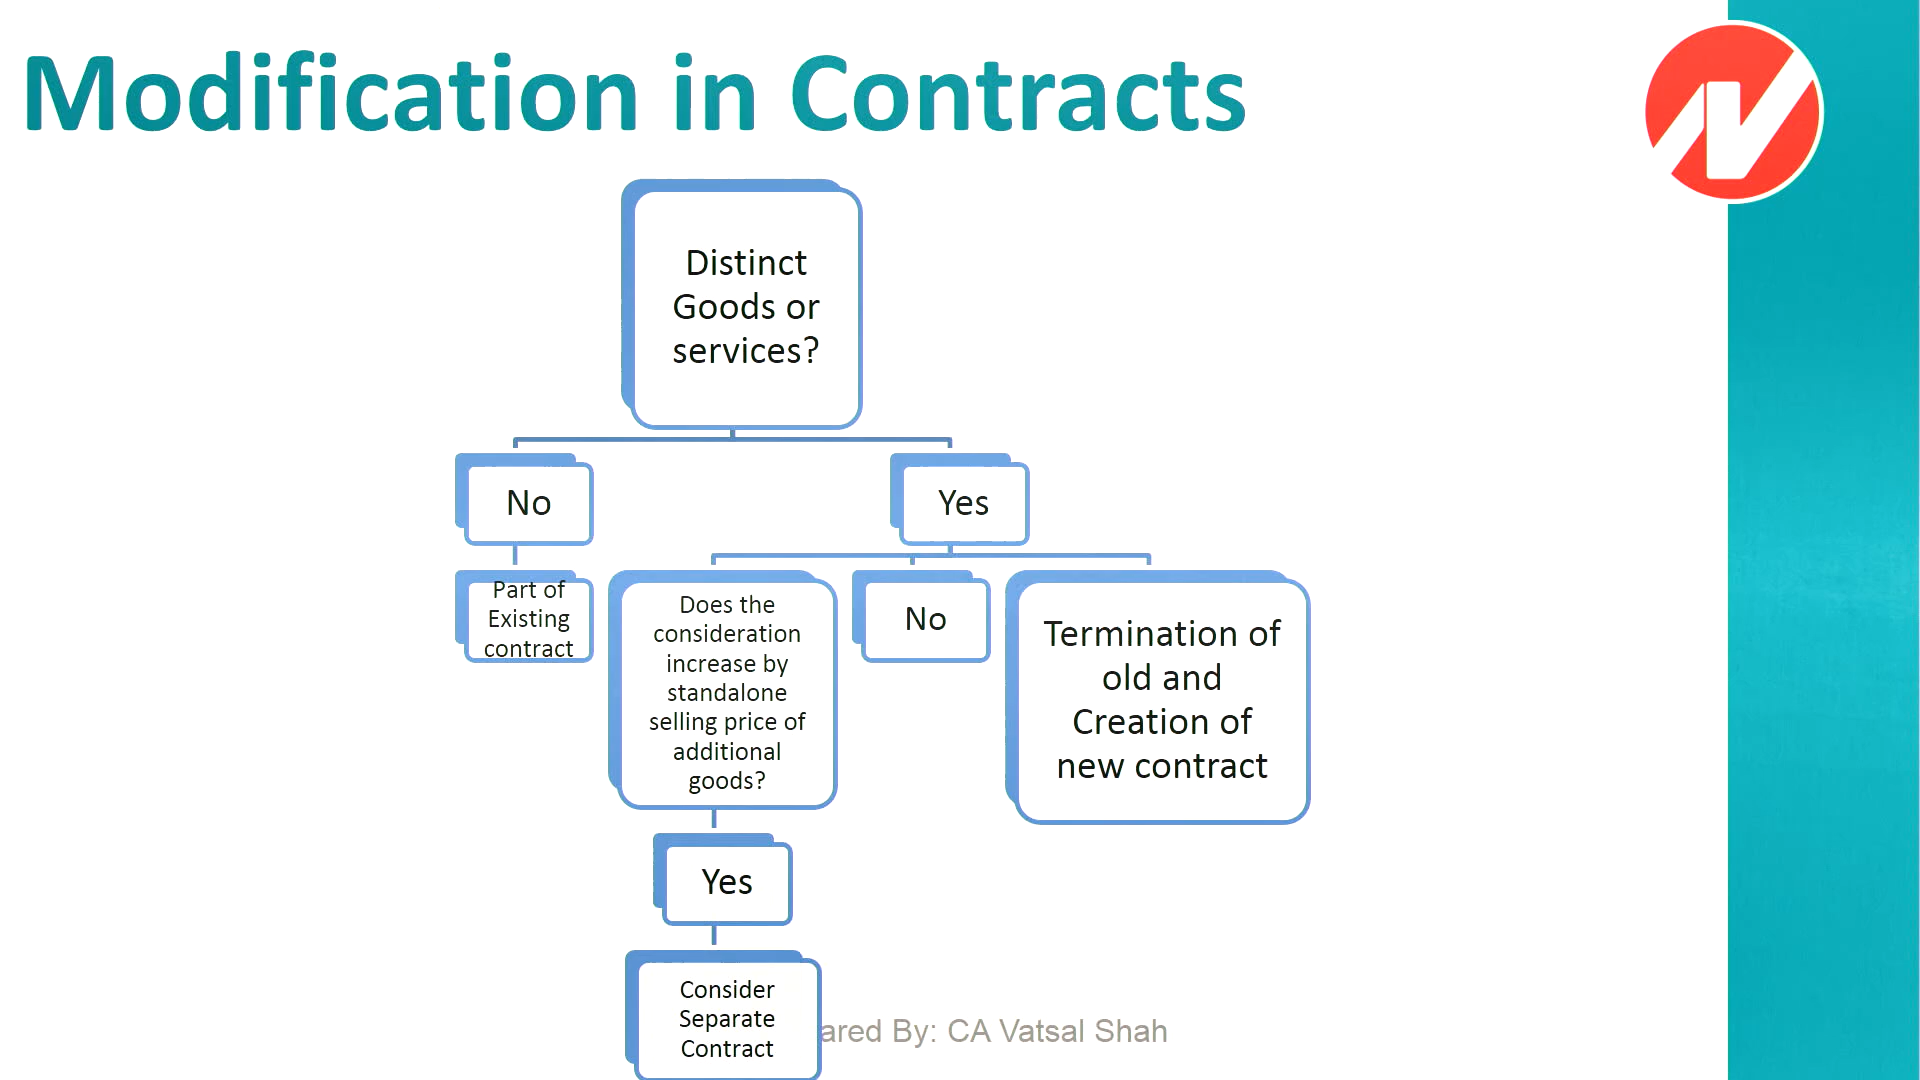 Modification in Contracts
Distinct
Goods or
services?
No
Yes
Part of
Existing
contract
Does the
consideration
increase by
standalone
selling price of
additional
goods?
No
Termination of
old and
Creation of
new contract
Yes
Consider
Separate
Contract
ared By: CA Vatsal Shah